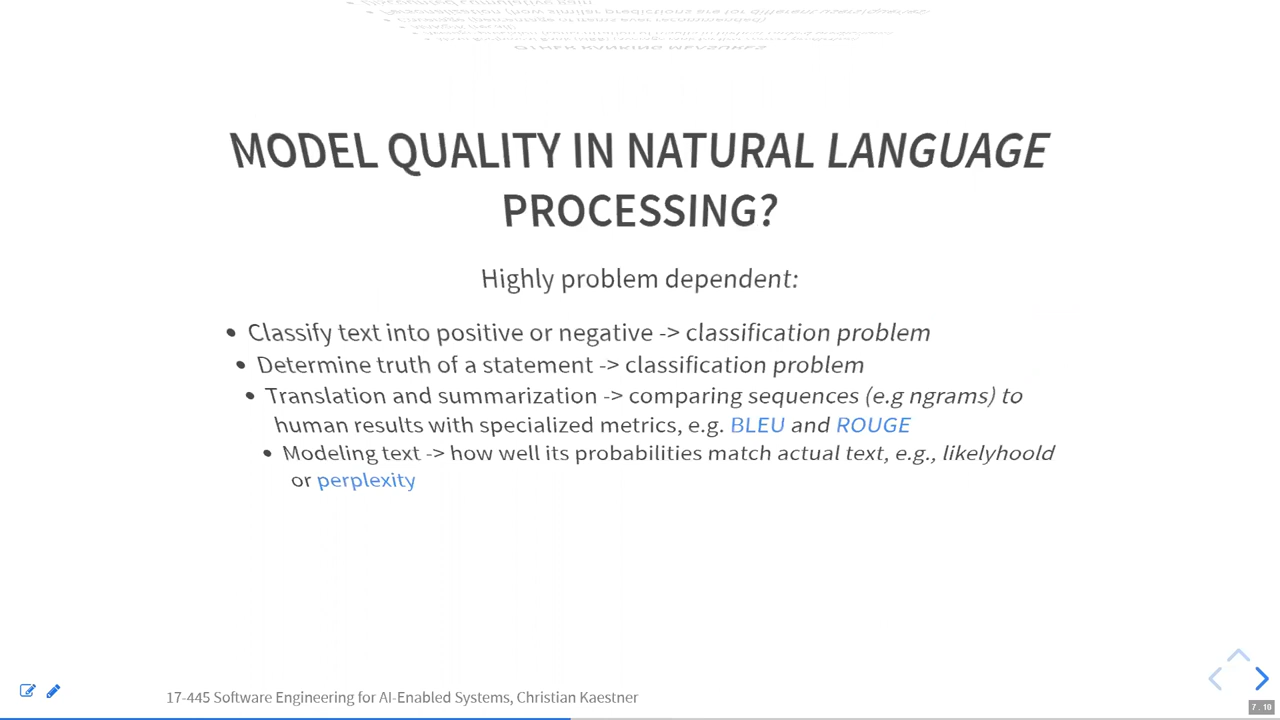 MODEL QUALITY IN NATURAL LANGUAGE
PROCESSING?
Highly problem dependent:
• Classify text into positive or negative -> classification problem
• Determine truth of a statement -> classification problem
• Translation and summarization -> comparing sequences (e.g ngrams) to
human results with specialized metrics, e.g. BLEU and ROUGE
• Modeling text -> how well its probabilities match actual text, e.g., likelyhoold
or perplexity
17-445 Software Engineering for AI-Enabled Systems, Christian Kaestner
7 . 10